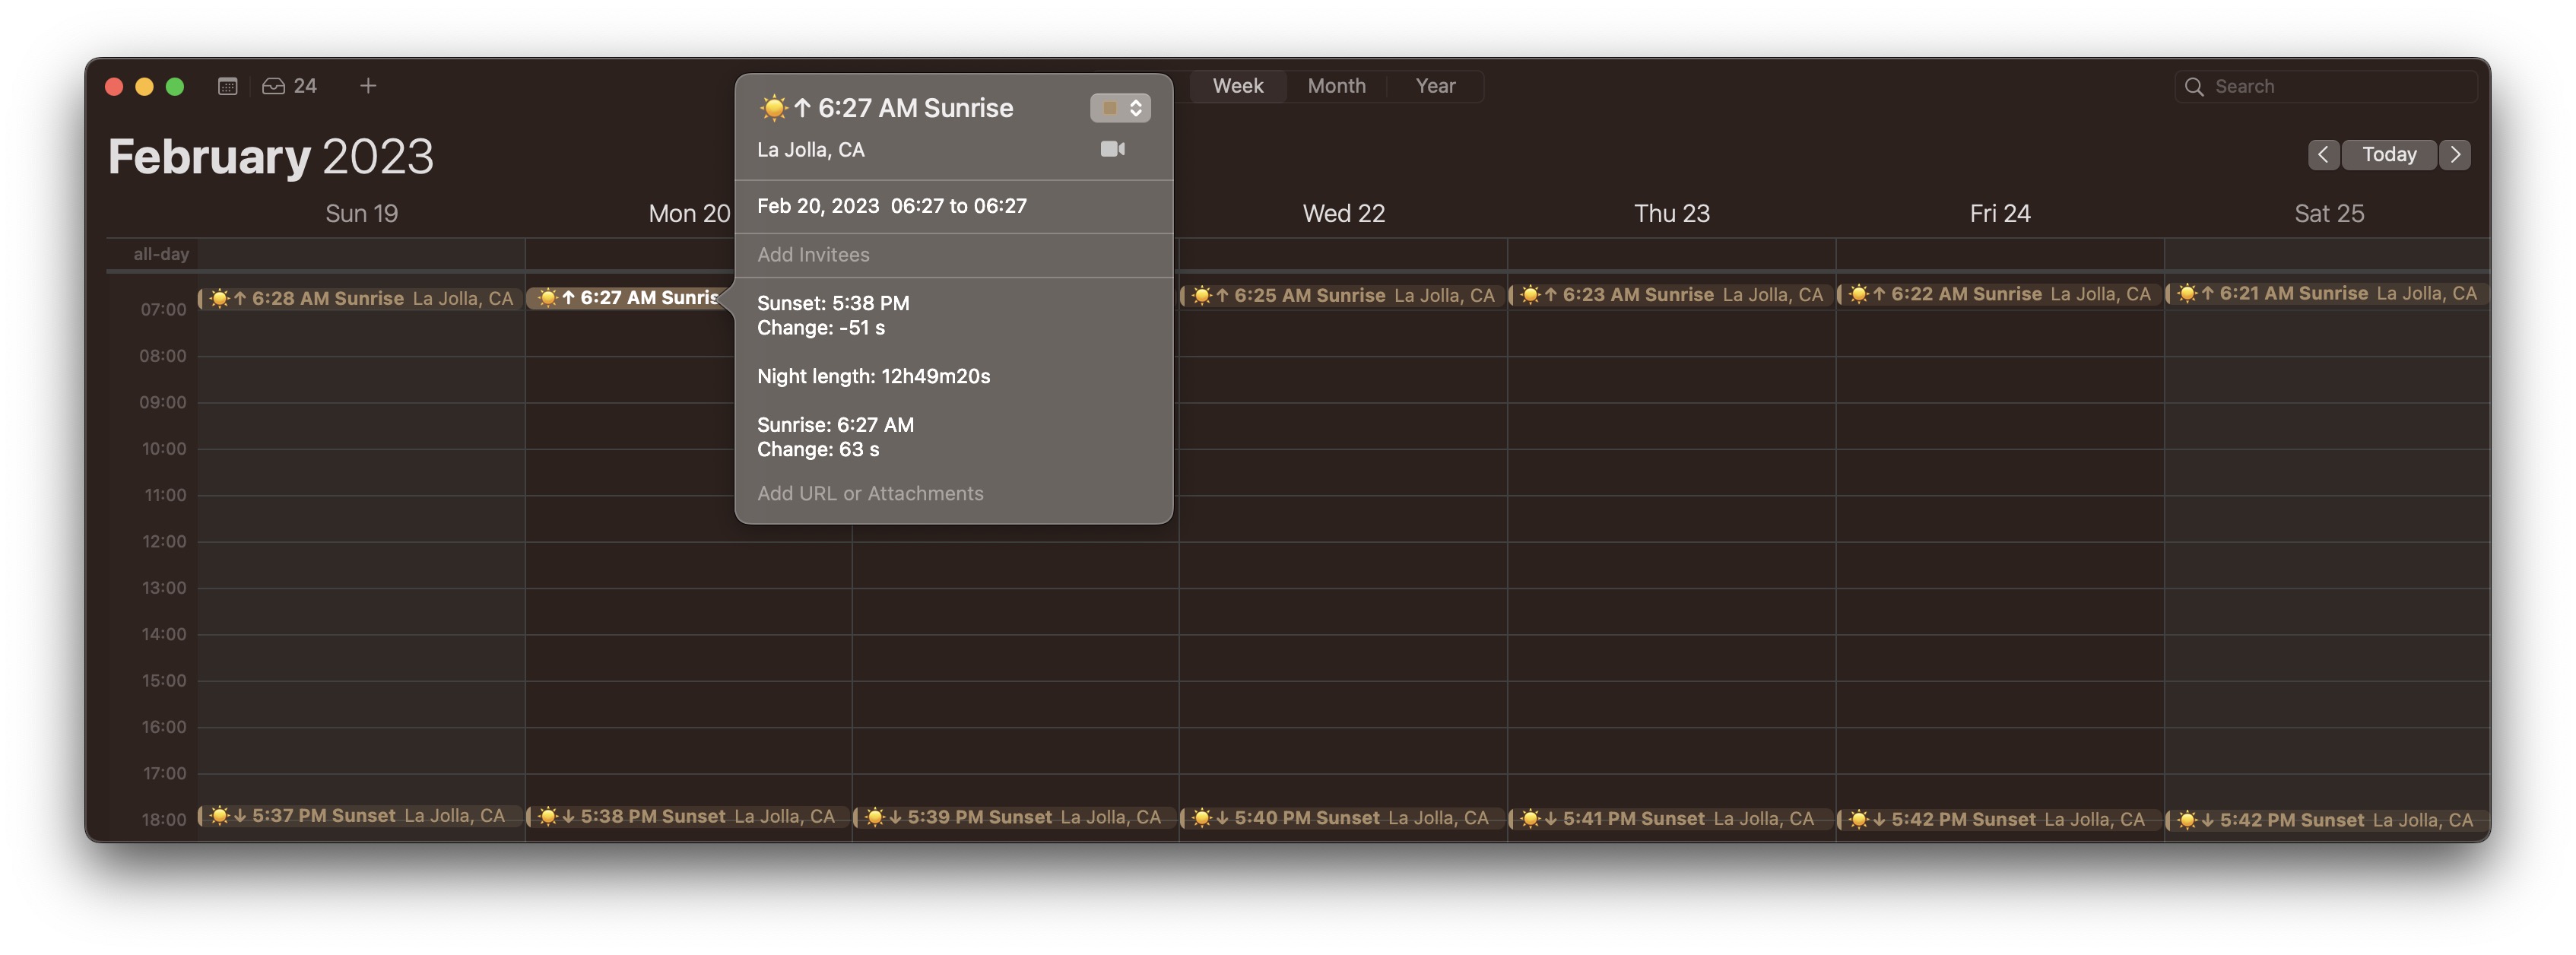 24
Week Month Year
Search
February 2023
Today
Sun 19
Mon 20
Wed 22
Thu 23
Fri 24
Sat 25
all-day
☀️↑ 6:27 AM Sunrise
La Jolla, CA
Feb 20, 2023 06:27 to 06:27
Add Invitees
Sunset: 5:38 PM
Change: -51 s
Night length: 12h49m20s
Sunrise: 6:27 AM
Change: 63 s
Add URL or Attachments
☀️↑ 6:28 AM Sunrise La Jolla, CA
☀️↑ 6:27 AM Sunris
☀️↑ 6:25 AM Sunrise La Jolla, CA
☀️↑ 6:23 AM Sunrise La Jolla, CA
☀️↑ 6:22 AM Sunrise La Jolla, CA
☀️↑ 6:21 AM Sunrise La Jolla, CA
07:00
08:00
09:00
10:00
11:00
12:00
13:00
14:00
15:00
16:00
17:00
18:00
☀️↓ 5:37 PM Sunset La Jolla, CA
☀️↓ 5:38 PM Sunset La Jolla, CA
☀️↓ 5:39 PM Sunset La Jolla, CA
☀️↓ 5:40 PM Sunset La Jolla, CA
☀️↓ 5:41 PM Sunset La Jolla, CA
☀️↓ 5:42 PM Sunset La Jolla, CA
☀️↓ 5:42 PM Sunset La Jolla, CA